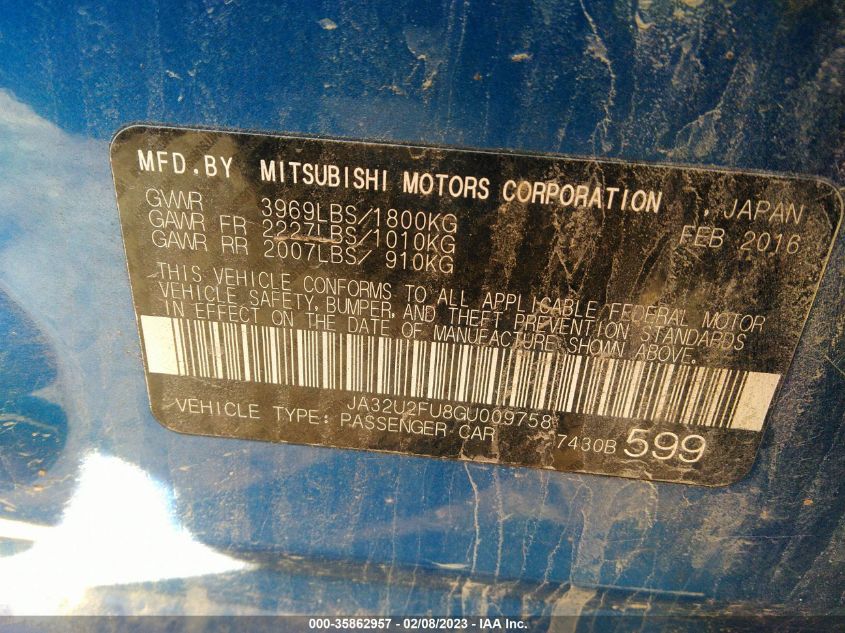 MFD.BY MITSUBISHI MOTORS CORPORATION , JAPAN
GVWR 3969LBS/1800KG FEB 2016
GAWR FR 2227LBS/1010KG
GAWR RR 2007LBS/ 910KG
THIS VEHICLE CONFORMS TO ALL APPLICABLE FEDERAL MOTOR
VEHICLE SAFETY, BUMPER, AND THEFT PREVENTION STANDARDS
IN EFFECT ON THE DATE OF MANUFACTURE SHOWN ABOVE.
JA32U2FU8GU009758
VEHICLE TYPE: PASSENGER CAR 7430B 599
000-35862957 - 02/08/2023 - IAA Inc.